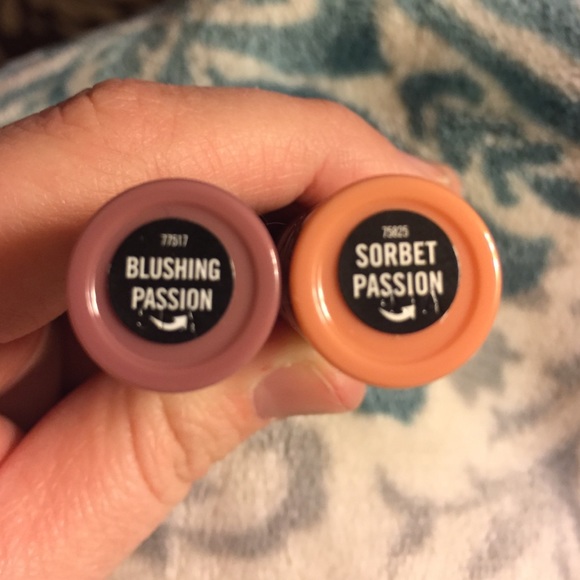 77517
BLUSHING
PASSION
75825
SORBET
PASSION